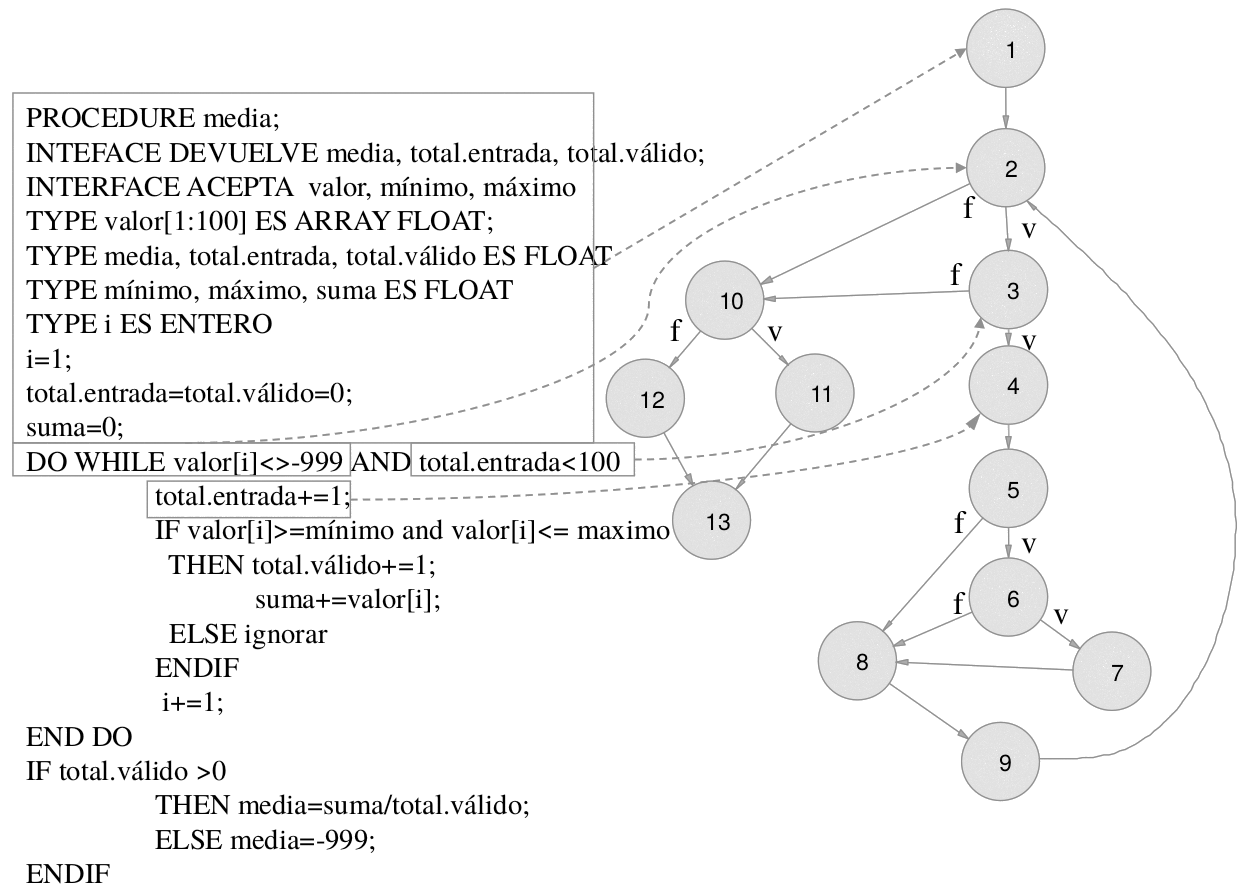 PROCEDURE media;
INTEFACE DEVUELVE media, total.entrada, total.válido;
INTERFACE ACEPTA valor, mínimo, máximo
TYPE valor[1:100] ES ARRAY FLOAT;
TYPE media, total.entrada, total.válido ES FLOAT
TYPE mínimo, máximo, suma ES FLOAT
TYPE i ES ENTERO
i=1;
total.entrada=total.válido=0;
suma=0;
DO WHILE valor[i]<>-999 AND total.entrada<100
total.entrada+=1;
IF valor[i]>=mínimo and valor[i]<= maximo
THEN total.válido+=1;
suma+=valor[i];
ELSE ignorar
ENDIF
i+=1;
END DO
IF total.válido >0
THEN media=suma/total.válido;
ELSE media=-999;
ENDIF
1
2
f
v
f
3
10
v
f
v
4
12
11
5
13
f
v
6
f
v
8
7
9